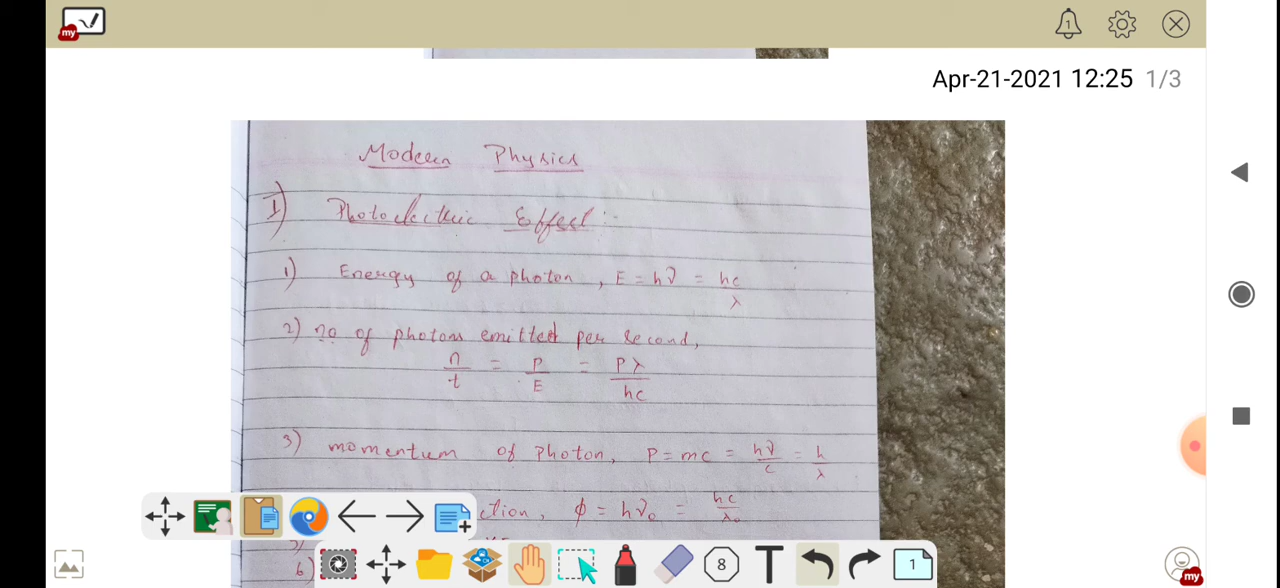 my
1
Apr-21-2021 12:25 1/3
Modern Physics
I) Photoelectric Effect:-
1) Energy of a photon, E = hν = hc/λ
2) no of photons emitted per second,
n/t = P/E = Pλ/hc
3) momentum of photon, P = mc = hν/c = h/λ
ction, ϕ = hν₀ = hc/λ₀
6)
8
T
1
my